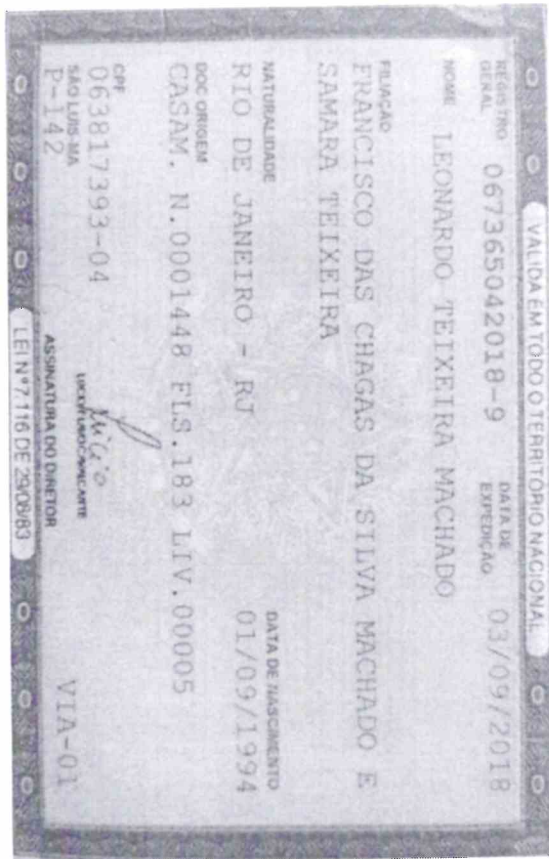 VÁLIDA EM TODO O TERRITÓRIO NACIONAL
REGISTRO GERAL 067365042018-9 DATA DE EXPEDIÇÃO 03/09/2018
NOME LEONARDO TEIXEIRA MACHADO
FILIAÇÃO
FRANCISCO DAS CHAGAS DA SILVA MACHADO E
SAMARA TEIXEIRA
NATURALIDADE DATA DE NASCIMENTO
RIO DE JANEIRO - RJ 01/09/1994
DOC ORIGEM
CASAM. N.0001448 FLS.183 LIV.00005
CPF
063817393-04
SÃO LUIS-MA
P-142 VIA-01
ASSINATURA DO DIRETOR
LEI Nº 7.116 DE 29/08/83